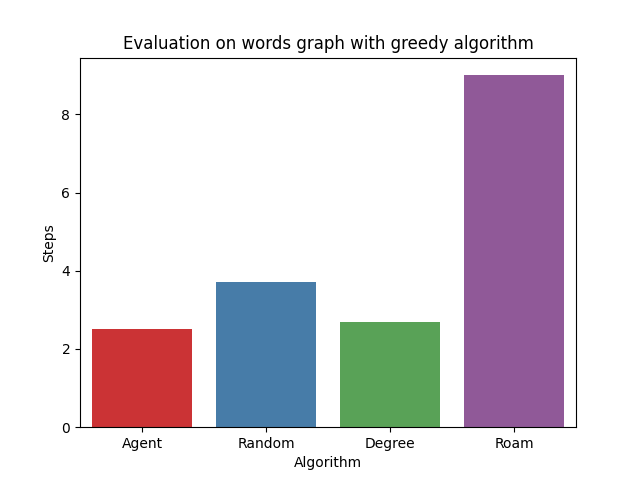 Evaluation on words graph with greedy algorithm
8
6
4
2
0
Steps
Agent Random Degree Roam
Algorithm